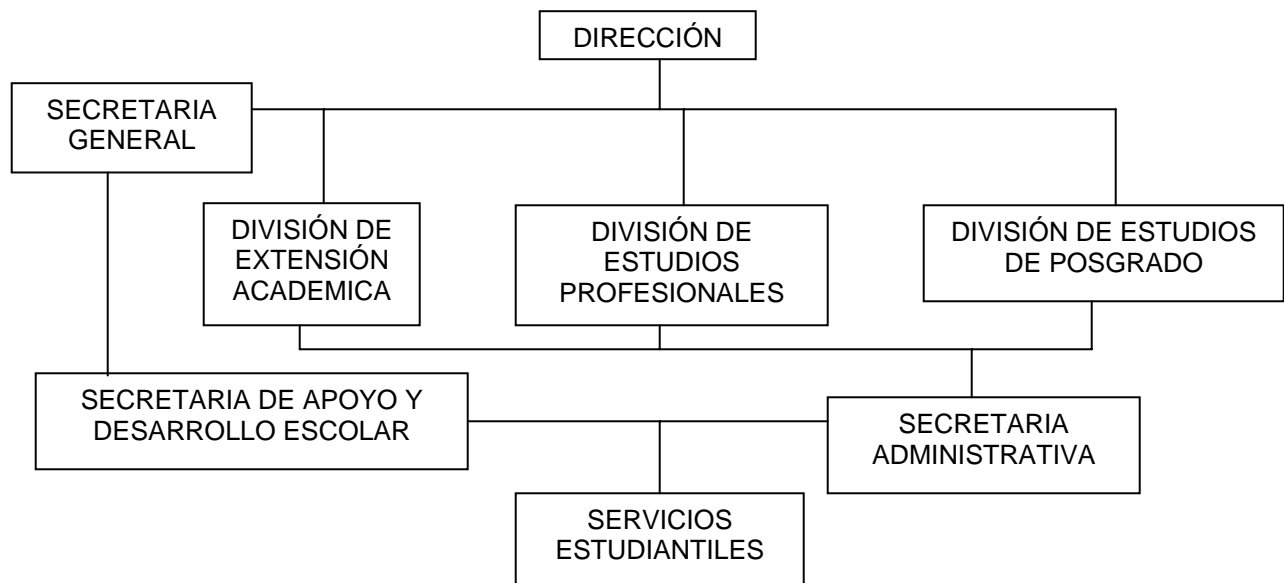 DIRECCIÓN
SECRETARIA
GENERAL
DIVISIÓN DE
EXTENSIÓN
ACADEMICA
DIVISIÓN DE
ESTUDIOS
PROFESIONALES
DIVISIÓN DE ESTUDIOS
DE POSGRADO
SECRETARIA DE APOYO Y
DESARROLLO ESCOLAR
SECRETARIA
ADMINISTRATIVA
SERVICIOS
ESTUDIANTILES